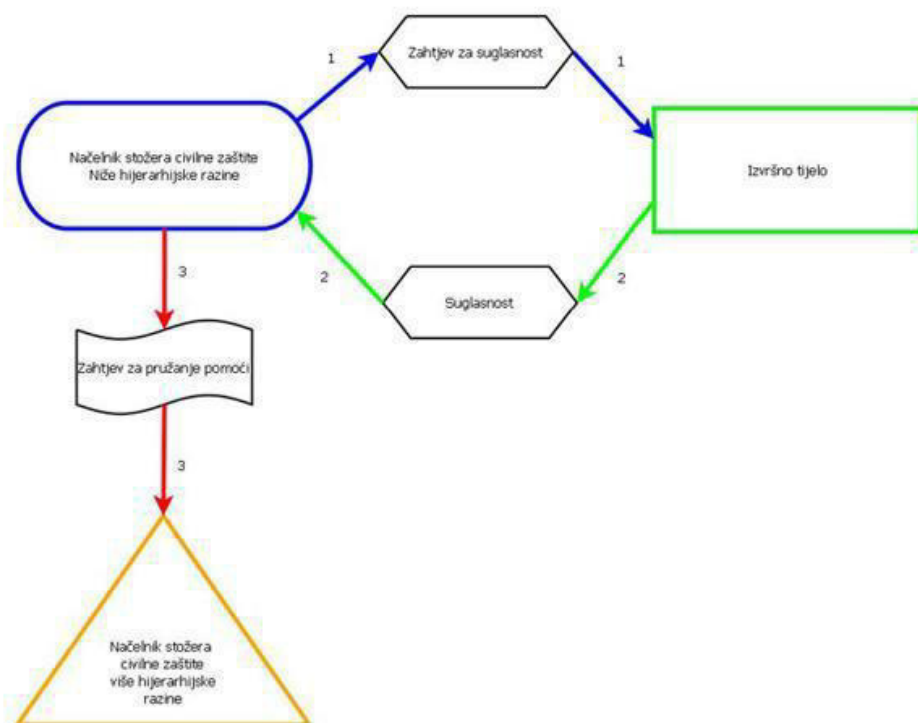 1
Zahtjev za suglasnost
1
Načelnik stožera civilne zaštite
Niže hijerarhijske razine
Izvršno tijelo
3
2
Suglasnost
2
Zahtjev za pružanje pomoći
3
Načelnik stožera
civilne zaštite
više hijerarhijske
razine